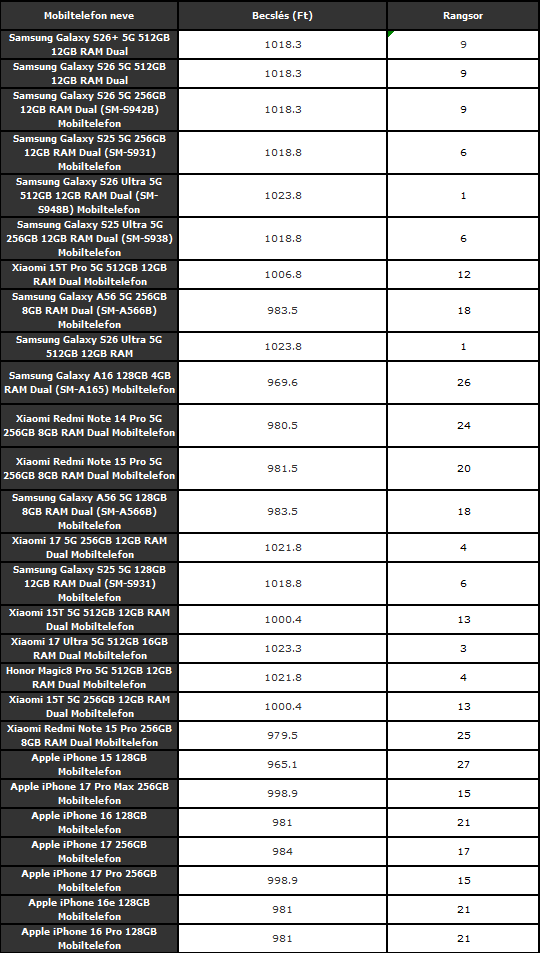 Mobiltelefon neve Becslés (Ft) Rangsor
Samsung Galaxy S26+ 5G 512GB
12GB RAM Dual
1018.3 9
Samsung Galaxy S26 5G 512GB
12GB RAM Dual
1018.3 9
Samsung Galaxy S26 5G 256GB
12GB RAM Dual (SM-S942B)
Mobiltelefon
1018.3 9
Samsung Galaxy S25 5G 256GB
12GB RAM Dual (SM-S931)
Mobiltelefon
1018.8 6
Samsung Galaxy S26 Ultra 5G
512GB 12GB RAM Dual (SM-
S948B) Mobiltelefon
1023.8 1
Samsung Galaxy S25 Ultra 5G
256GB 12GB RAM Dual (SM-S938)
Mobiltelefon
1018.8 6
Xiaomi 15T Pro 5G 512GB 12GB
RAM Dual Mobiltelefon
1006.8 12
Samsung Galaxy A56 5G 256GB
8GB RAM Dual (SM-A566B)
Mobiltelefon
983.5 18
Samsung Galaxy S26 Ultra 5G
512GB 12GB RAM
1023.8 1
Samsung Galaxy A16 128GB 4GB
RAM Dual (SM-A165) Mobiltelefon
969.6 26
Xiaomi Redmi Note 14 Pro 5G
256GB 8GB RAM Dual Mobiltelefon
980.5 24
Xiaomi Redmi Note 15 Pro 5G
256GB 8GB RAM Dual Mobiltelefon
981.5 20
Samsung Galaxy A56 5G 128GB
8GB RAM Dual (SM-A566B)
Mobiltelefon
983.5 18
Xiaomi 17 5G 256GB 12GB RAM
Dual Mobiltelefon
1021.8 4
Samsung Galaxy S25 5G 128GB
12GB RAM Dual (SM-S931)
Mobiltelefon
1018.8 6
Xiaomi 15T 5G 512GB 12GB RAM
Dual Mobiltelefon
1000.4 13
Xiaomi 17 Ultra 5G 512GB 16GB
RAM Dual Mobiltelefon
1023.3 3
Honor Magic8 Pro 5G 512GB 12GB
RAM Dual Mobiltelefon
1021.8 4
Xiaomi 15T 5G 256GB 12GB RAM
Dual Mobiltelefon
1000.4 13
Xiaomi Redmi Note 15 Pro 256GB
8GB RAM Dual Mobiltelefon
979.5 25
Apple iPhone 15 128GB
Mobiltelefon
965.1 27
Apple iPhone 17 Pro Max 256GB
Mobiltelefon
998.9 15
Apple iPhone 16 128GB
Mobiltelefon
981 21
Apple iPhone 17 256GB
Mobiltelefon
984 17
Apple iPhone 17 Pro 256GB
Mobiltelefon
998.9 15
Apple iPhone 16e 128GB
Mobiltelefon
981 21
Apple iPhone 16 Pro 128GB
Mobiltelefon
981 21